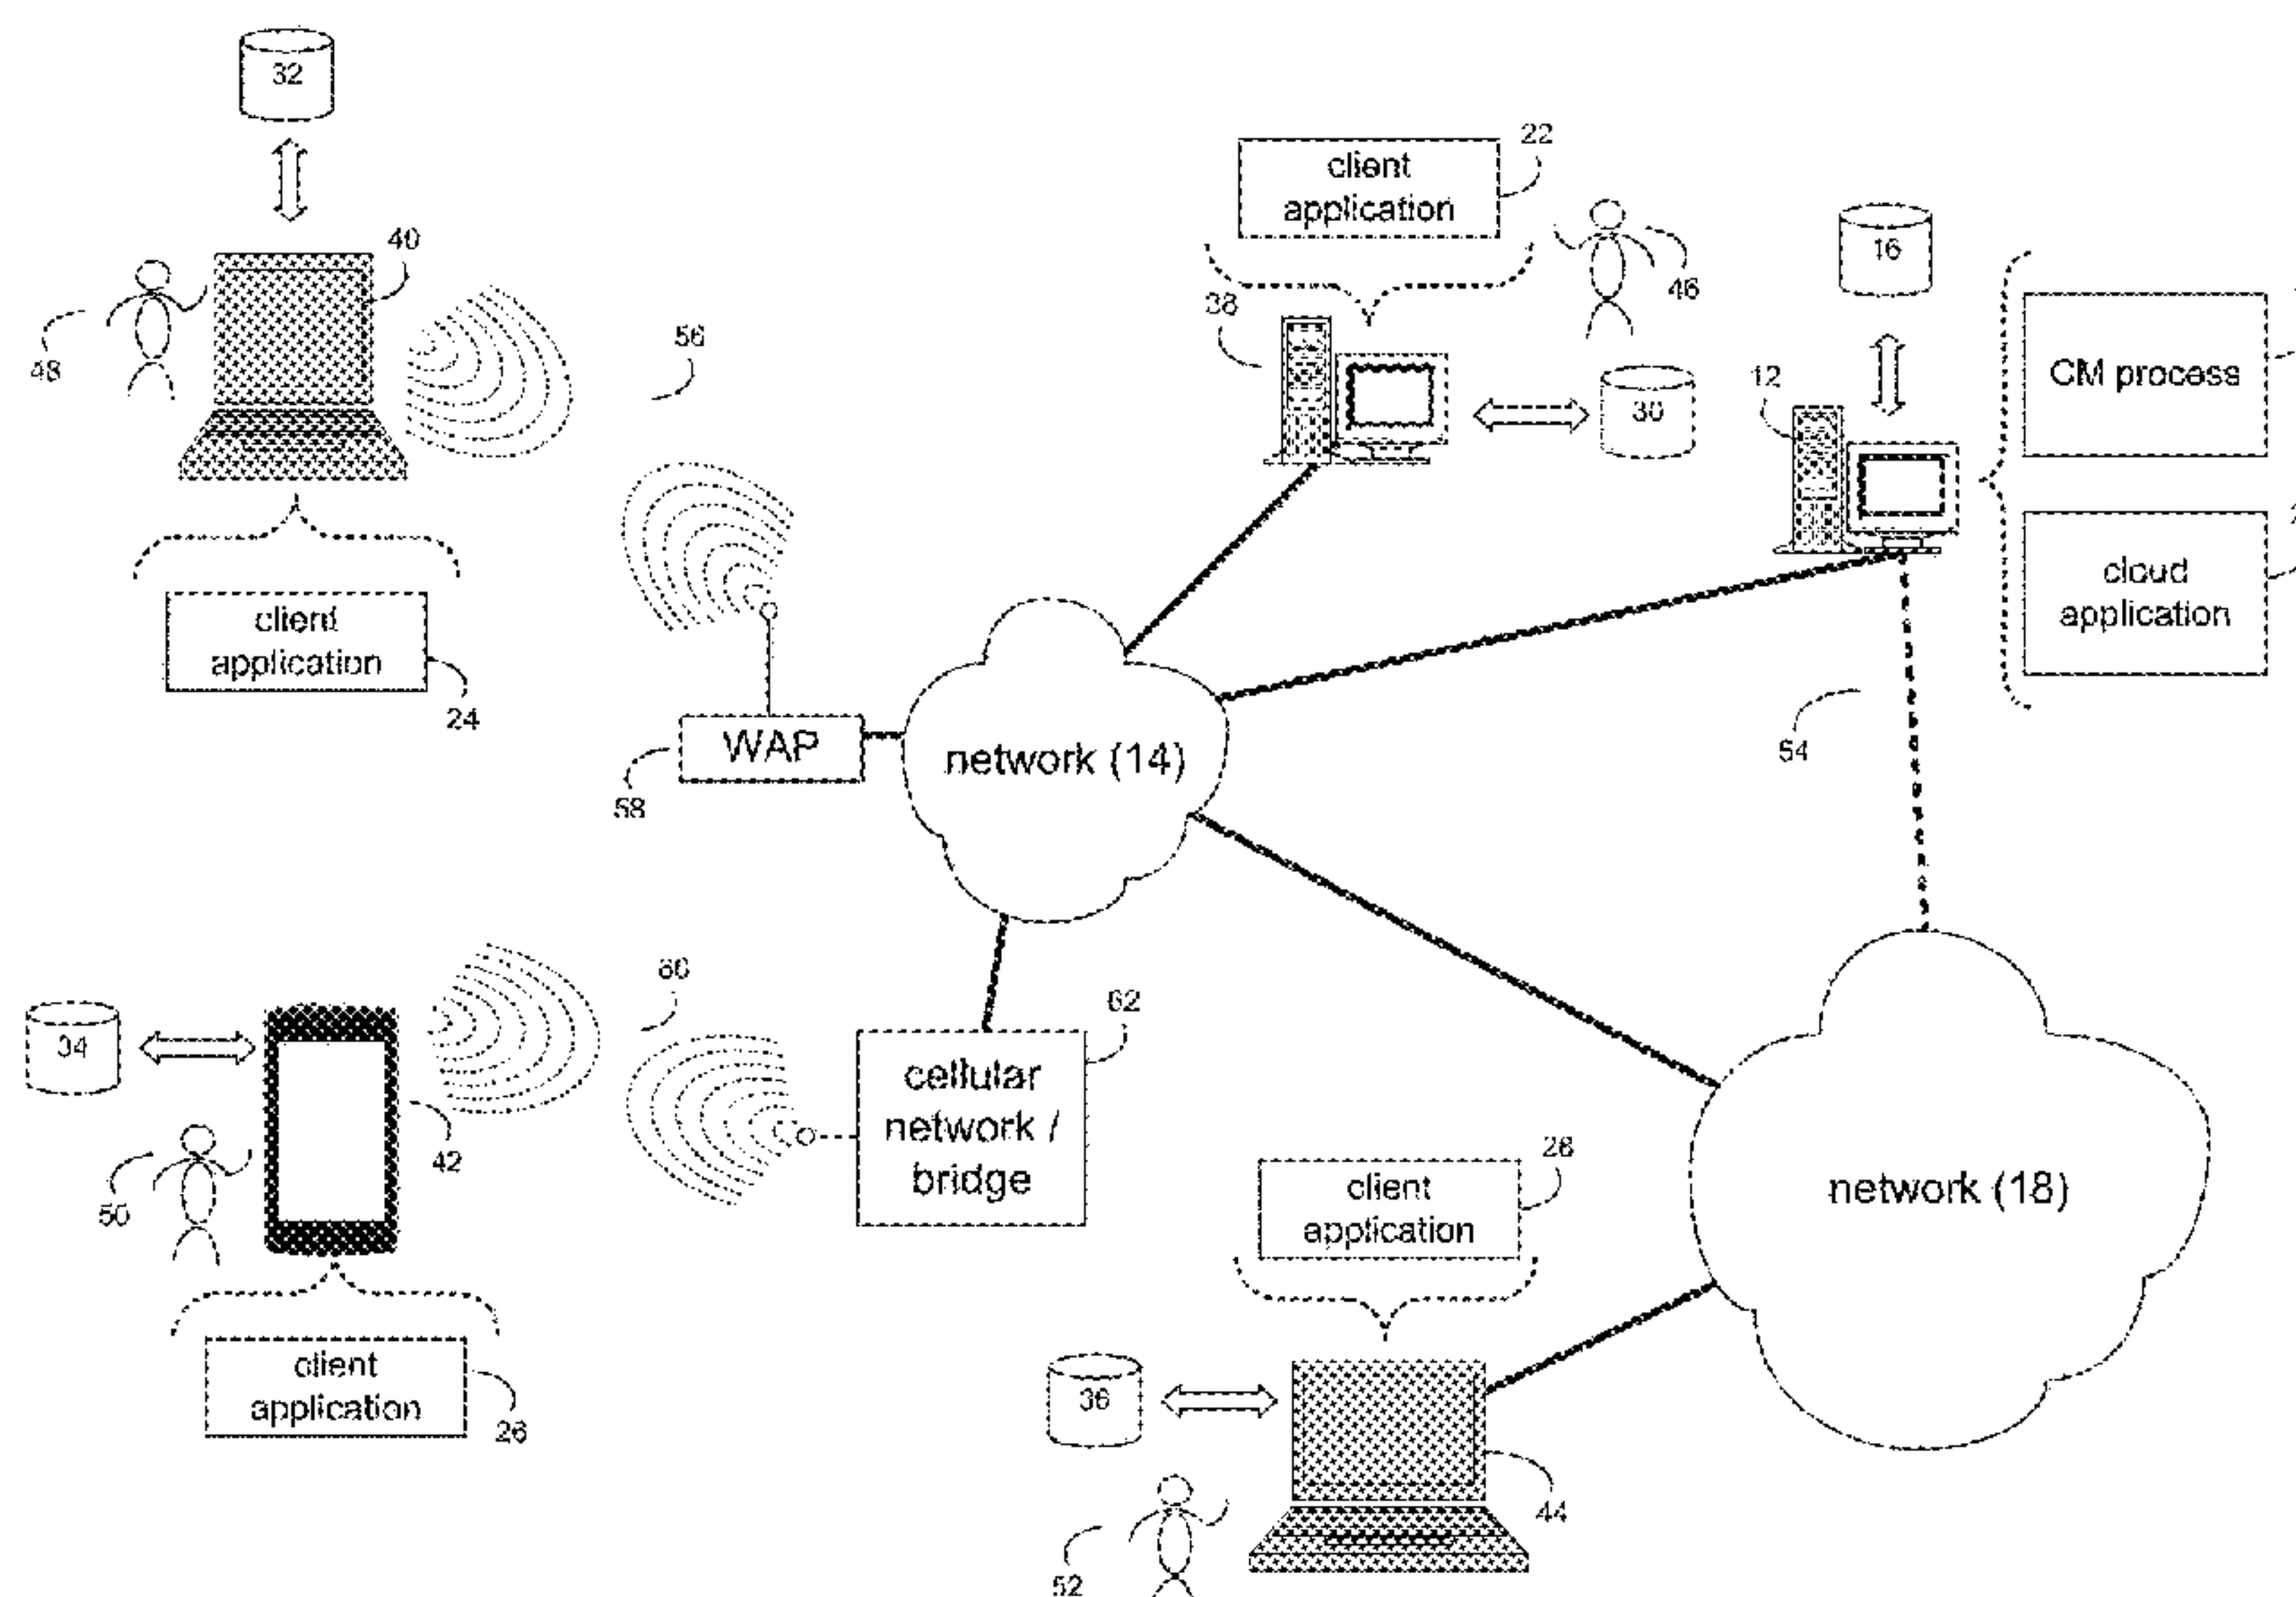 32
22
client
application
16
40
38
46
56
48
CM process
12
30
client
application
cloud
application
24
WAP
network (14)
54
58
60
62
34
cellular
network /
bridge
42
26
client
application
50
network (18)
client
application
26
36
44
52